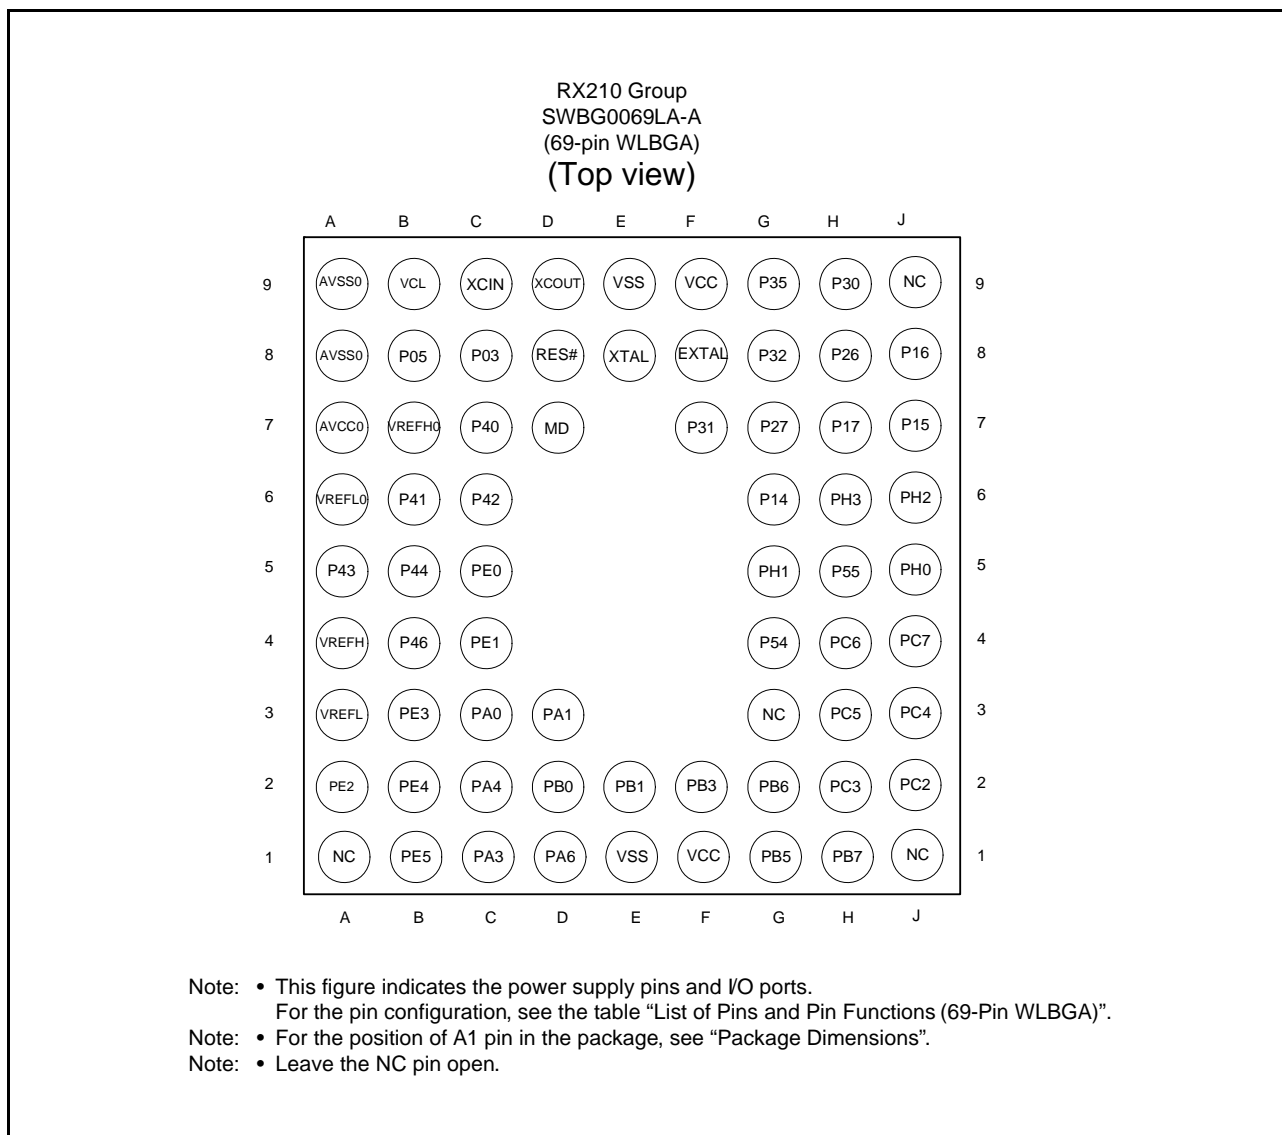 RX210 Group
SWBG0069LA-A
(69-pin WLBGA)
(Top view)
A B C D E F G H J
9 AVSS0 VCL XCIN XCOUT VSS VCC P35 P30 NC 9
8 AVSS0 P05 P03 RES# XTAL EXTAL P32 P26 P16 8
7 AVCC0 VREFH0 P40 MD P31 P27 P17 P15 7
6 VREFL0 P41 P42 P14 PH3 PH2 6
5 P43 P44 PE0 PH1 P55 PH0 5
4 VREFH P46 PE1 P54 PC6 PC7 4
3 VREFL PE3 PA0 PA1 NC PC5 PC4 3
2 PE2 PE4 PA4 PB0 PB1 PB3 PB6 PC3 PC2 2
1 NC PE5 PA3 PA6 VSS VCC PB5 PB7 NC 1
A B C D E F G H J
Note: • This figure indicates the power supply pins and I/O ports.
For the pin configuration, see the table “List of Pins and Pin Functions (69-Pin WLBGA)”.
Note: • For the position of A1 pin in the package, see “Package Dimensions”.
Note: • Leave the NC pin open.